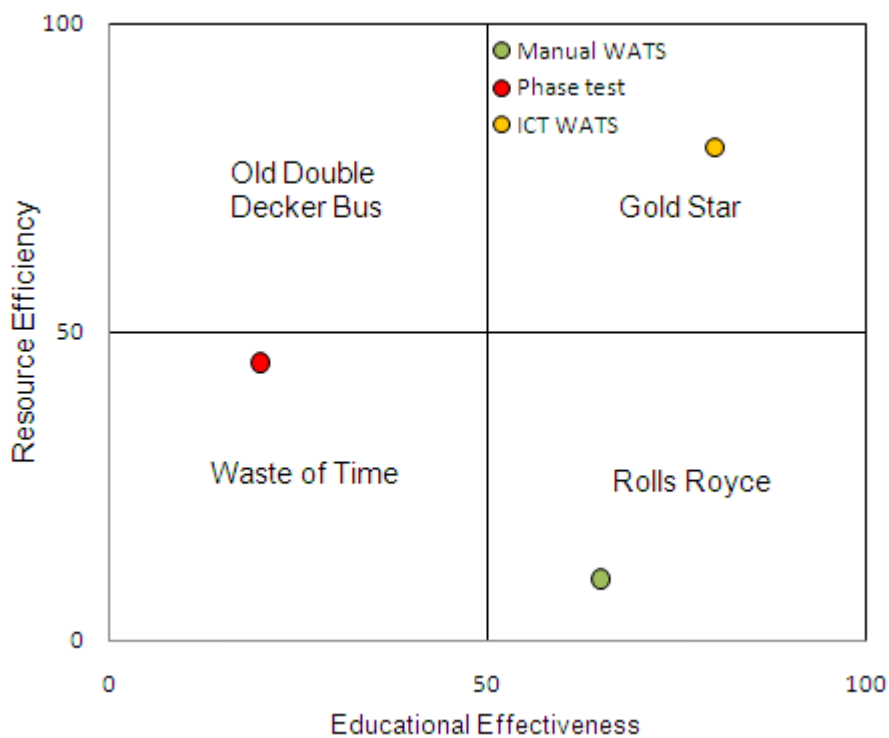 100
Manual WATS
Phase test
ICT WATS
Old Double
Decker Bus
Gold Star
Resource Efficiency
50
Waste of Time
Rolls Royce
0
0 50 100
Educational Effectiveness